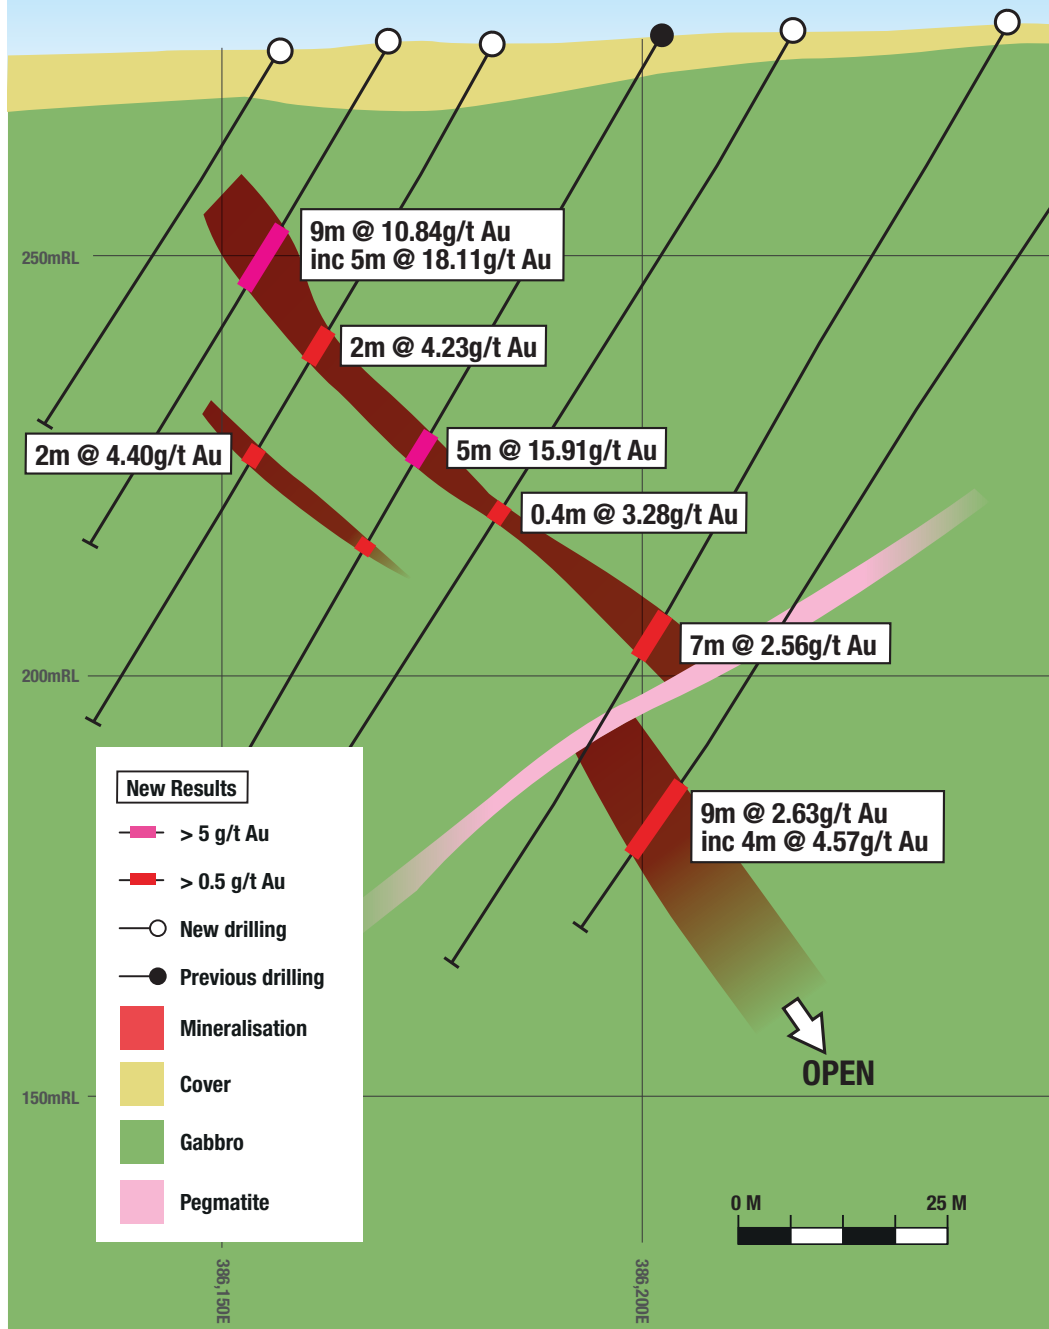 250mRL
9m @ 10.84g/t Au
inc 5m @ 18.11g/t Au
2m @ 4.23g/t Au
2m @ 4.40g/t Au
5m @ 15.91g/t Au
0.4m @ 3.28g/t Au
7m @ 2.56g/t Au
200mRL
9m @ 2.63g/t Au
inc 4m @ 4.57g/t Au
OPEN
150mRL
New Results
> 5 g/t Au
> 0.5 g/t Au
New drilling
Previous drilling
Mineralisation
Cover
Gabbro
Pegmatite
0 M 25 M
386,150E
386,200E